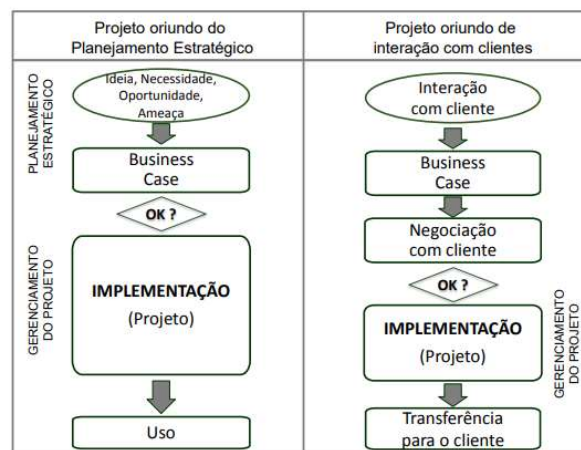 Projeto oriundo do
Planejamento Estratégico
Projeto oriundo de
interação com clientes
PLANEJAMENTO
ESTRATÉGICO
Ideia, Necessidade,
Oportunidade,
Ameaça
Business
Case
OK ?
GERENCIAMENTO
DO PROJETO
IMPLEMENTAÇÃO
(Projeto)
Uso
Interação
com cliente
Business
Case
Negociação
com cliente
OK ?
IMPLEMENTAÇÃO
(Projeto)
GERENCIAMENTO
DO PROJETO
Transferência
para o cliente